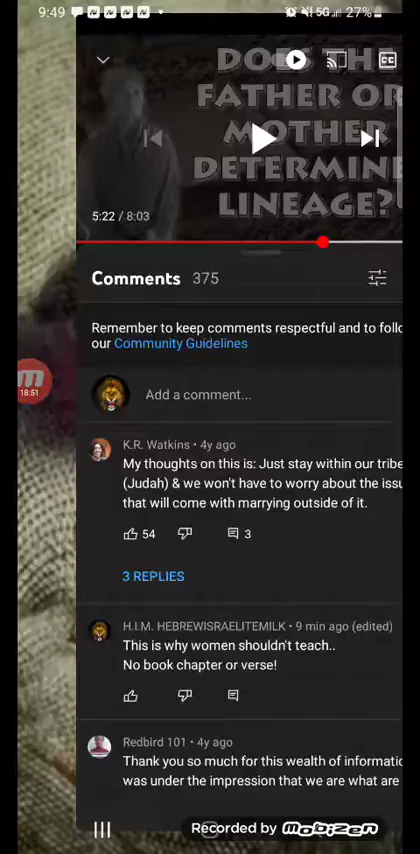 9:49
5G 27%
DOES THE
FATHER OR
MOTHER
DETERMINE
LINEAGE?
CC
5:22 / 8:03
Comments 375
Remember to keep comments respectful and to follo
our Community Guidelines
M
18:51
Add a comment...
K.R. Watkins • 4y ago
My thoughts on this is: Just stay within our tribe
(Judah) & we won't have to worry about the issu
that will come with marrying outside of it.
54 3
3 REPLIES
H.I.M. HEBREWISRAELITEMILK • 9 min ago (edited)
This is why women shouldn't teach..
No book chapter or verse!
Redbird 101 • 4y ago
Thank you so much for this wealth of informatio
was under the impression that we are what are
Recorded by mobizen